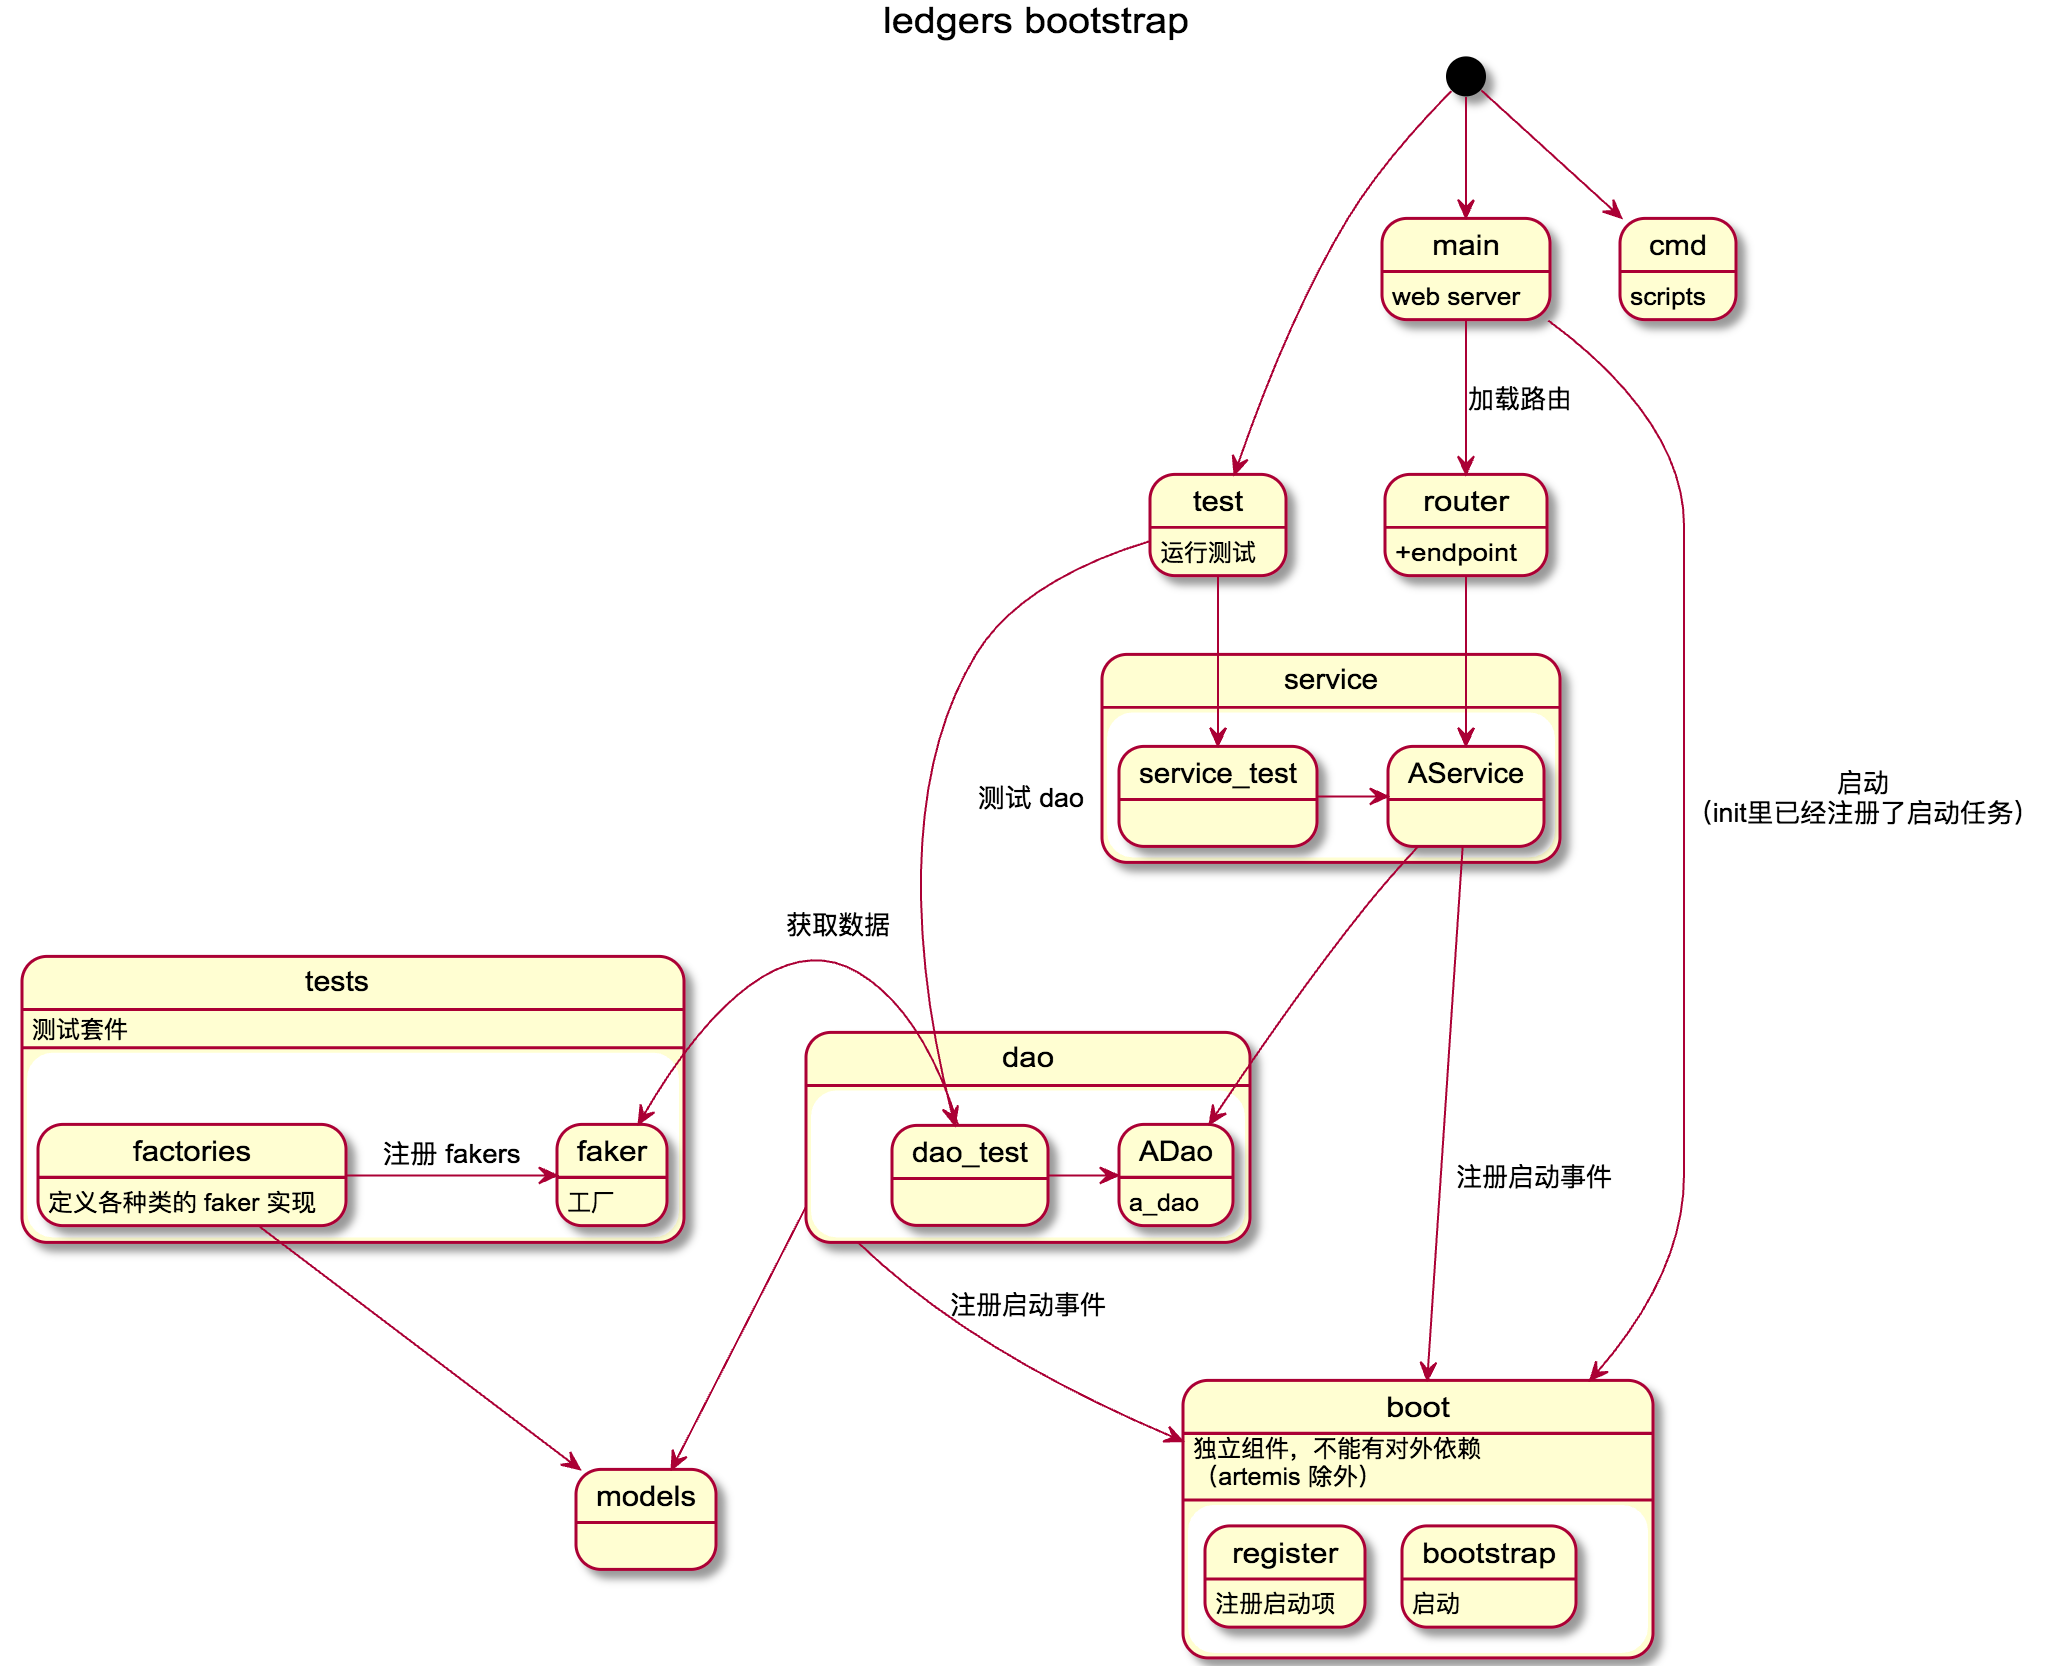 ledgers bootstrap
main
web server
cmd
scripts
加载路由
test
运行测试
router
+endpoint
service
service_test
AService
测试 dao
启动
（init里已经注册了启动任务）
获取数据
tests
测试套件
factories
定义各种类的 faker 实现
注册 fakers
faker
工厂
dao
dao_test
ADao
a_dao
注册启动事件
注册启动事件
boot
独立组件，不能有对外依赖
（artemis 除外）
models
register
注册启动项
bootstrap
启动